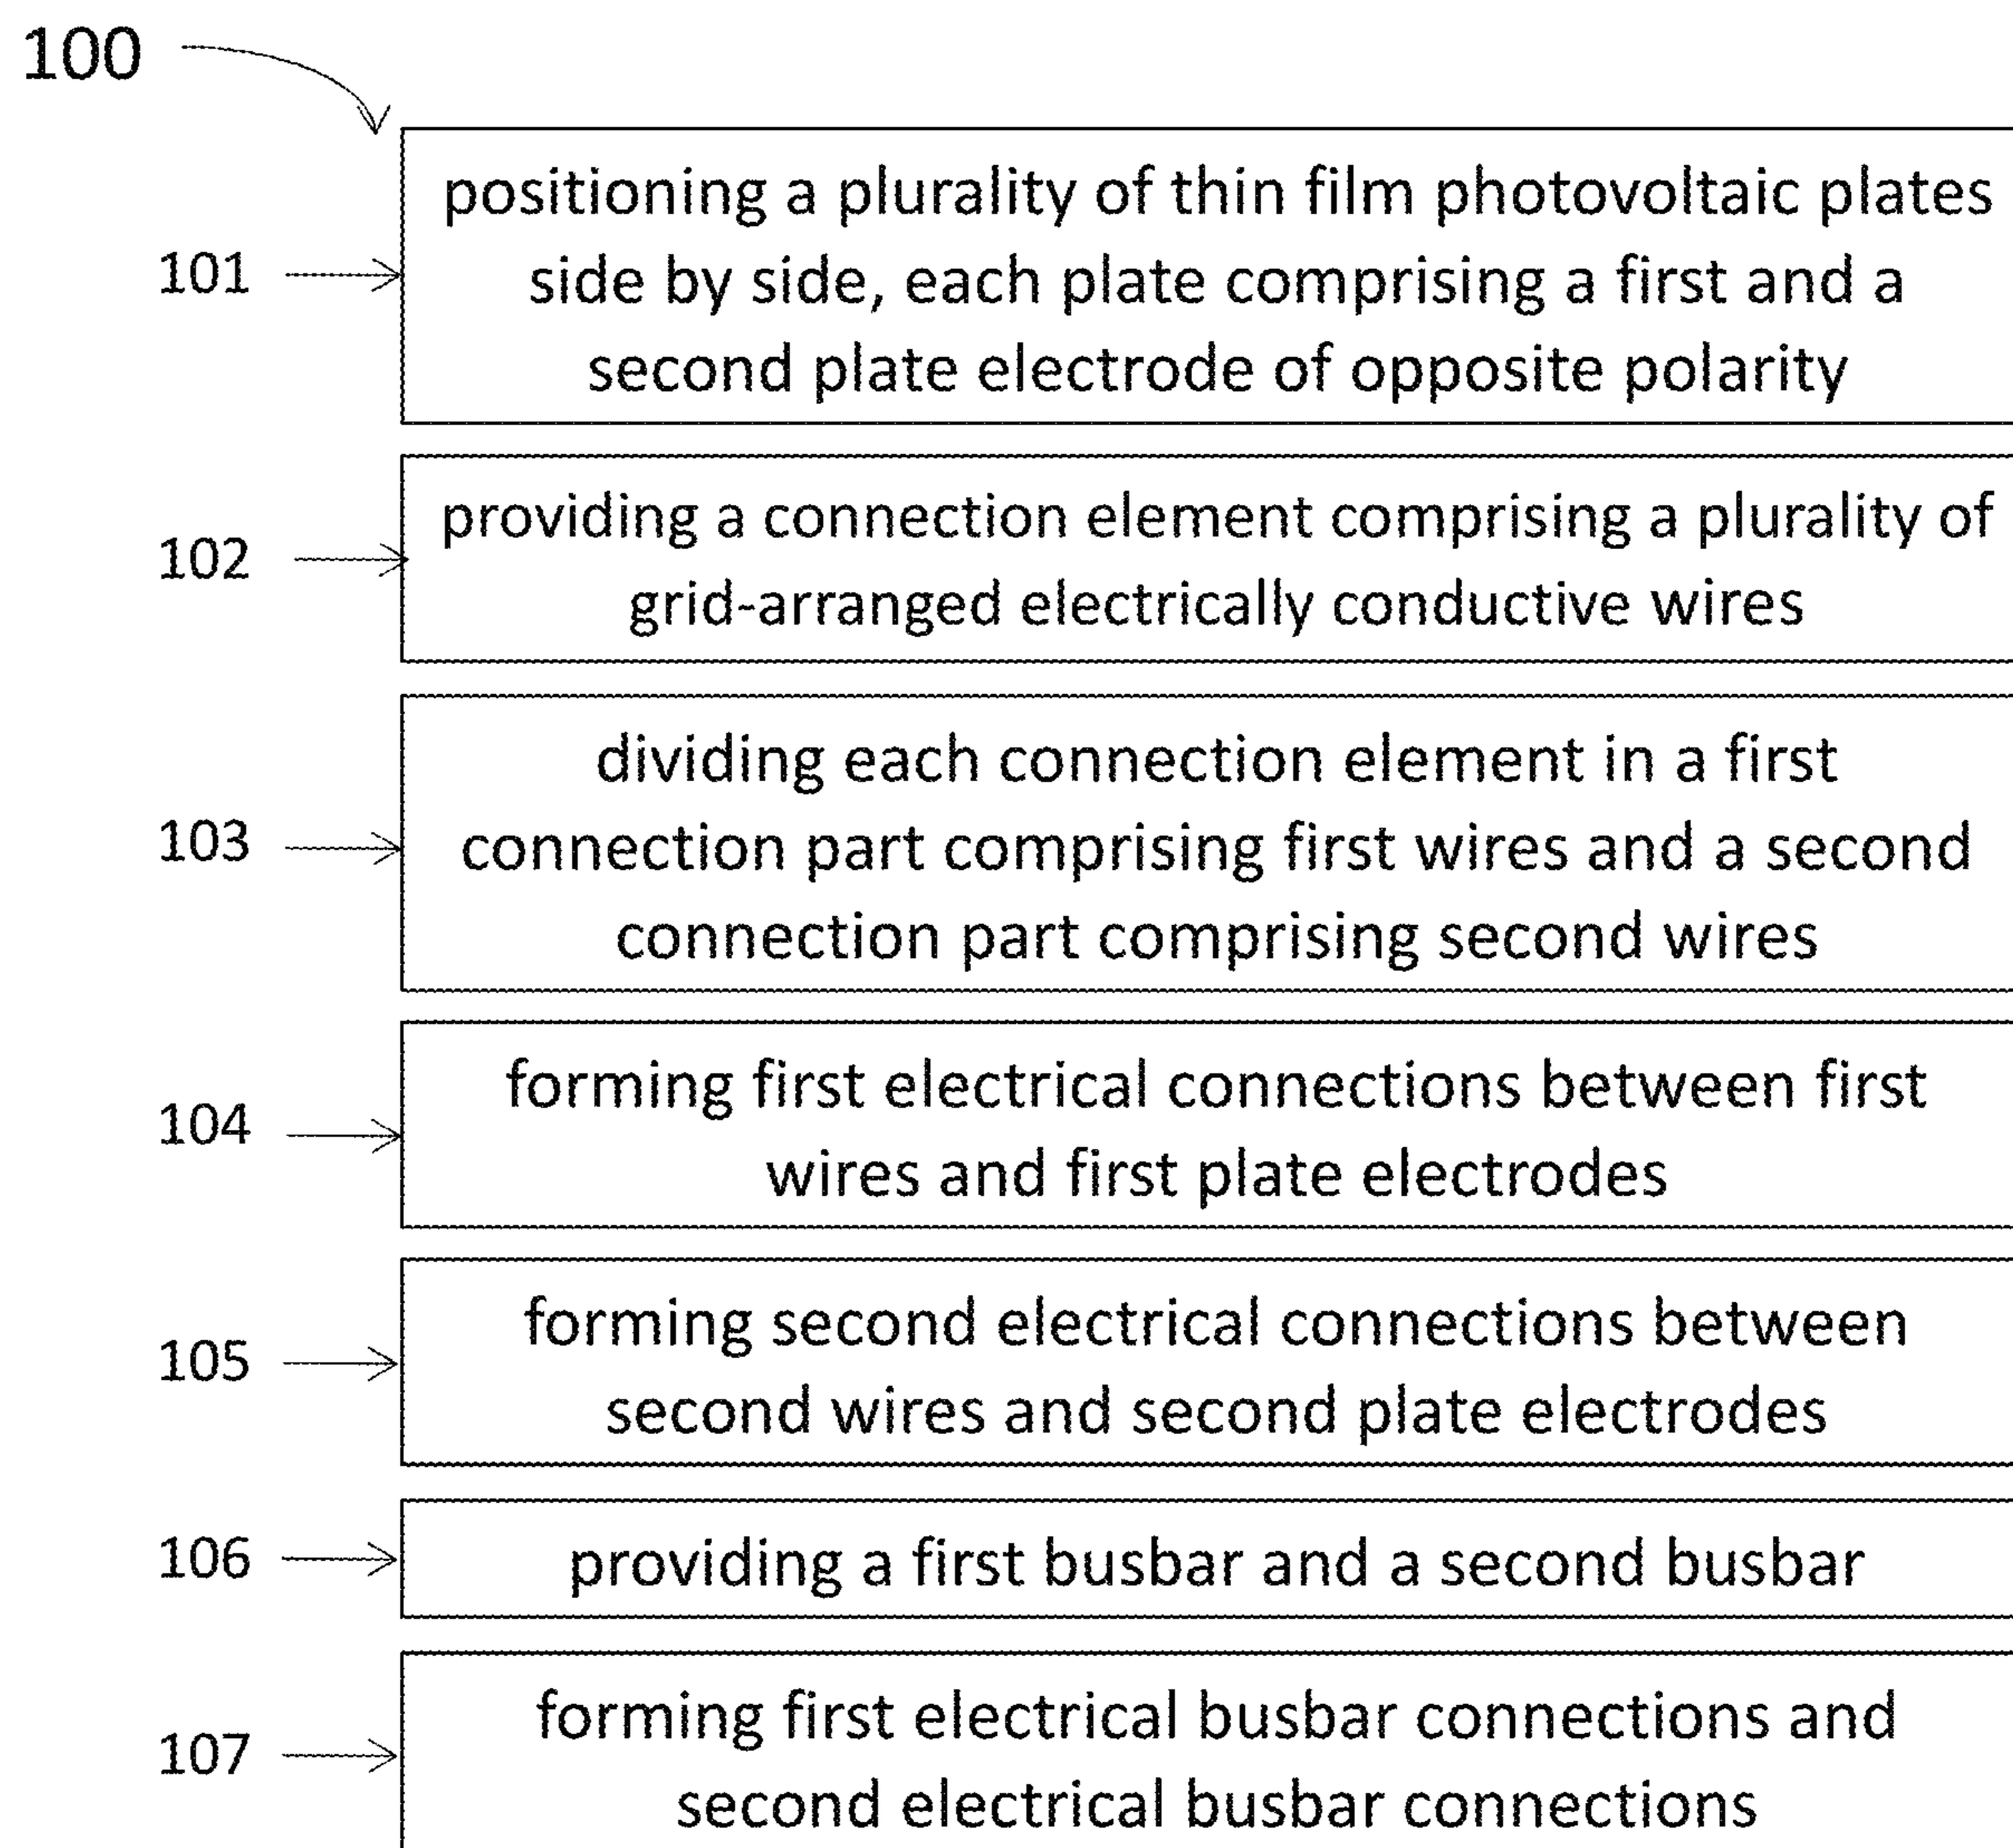 100
101
positioning a plurality of thin film photovoltaic plates
side by side, each plate comprising a first and a
second plate electrode of opposite polarity
102
providing a connection element comprising a plurality of
grid-arranged electrically conductive wires
103
dividing each connection element in a first
connection part comprising first wires and a second
connection part comprising second wires
104
forming first electrical connections between first
wires and first plate electrodes
105
forming second electrical connections between
second wires and second plate electrodes
106
providing a first busbar and a second busbar
107
forming first electrical busbar connections and
second electrical busbar connections